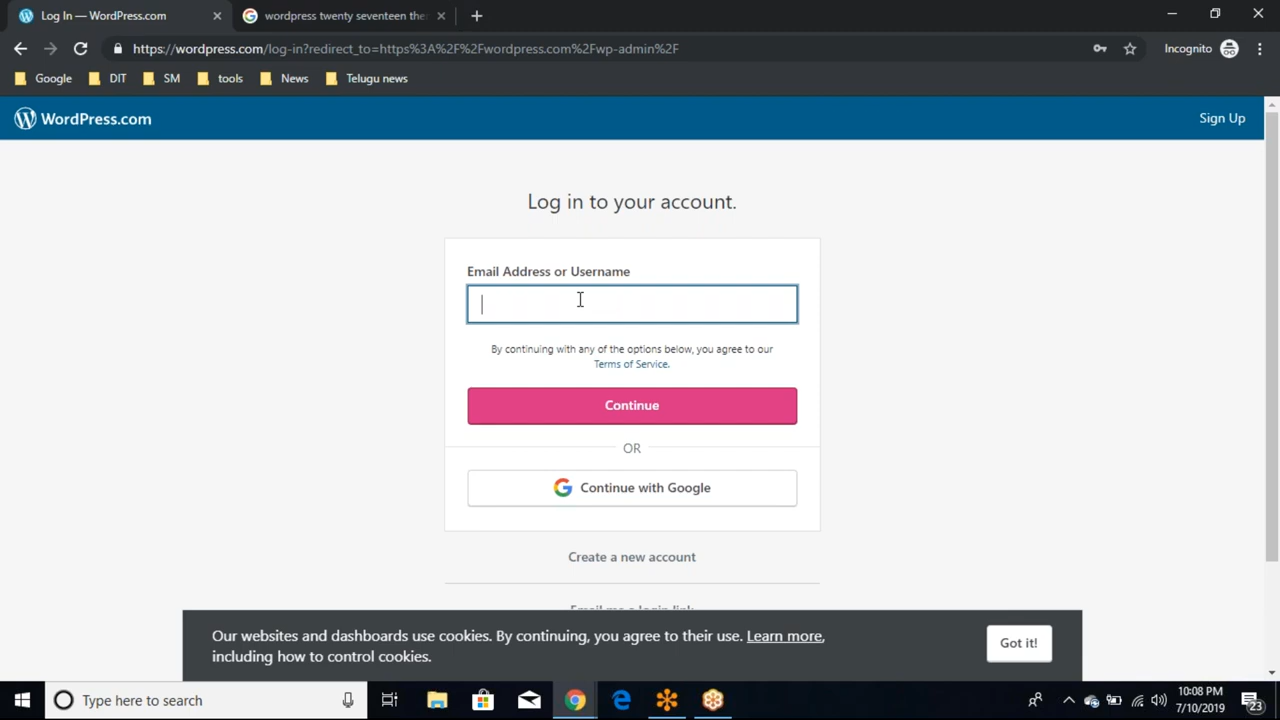 Log In — WordPress.com
wordpress twenty seventeen the
https://wordpress.com/log-in?redirect_to=https%3A%2F%2Fwordpress.com%2Fwp-admin%2F
Incognito
Google DIT SM tools News Telugu news
WordPress.com
Sign Up
Log in to your account.
Email Address or Username
By continuing with any of the options below, you agree to our
Terms of Service.
Continue
OR
Continue with Google
Create a new account
Email me a login link
Our websites and dashboards use cookies. By continuing, you agree to their use. Learn more,
including how to control cookies.
Got it!
Type here to search
10:08 PM
7/10/2019
23